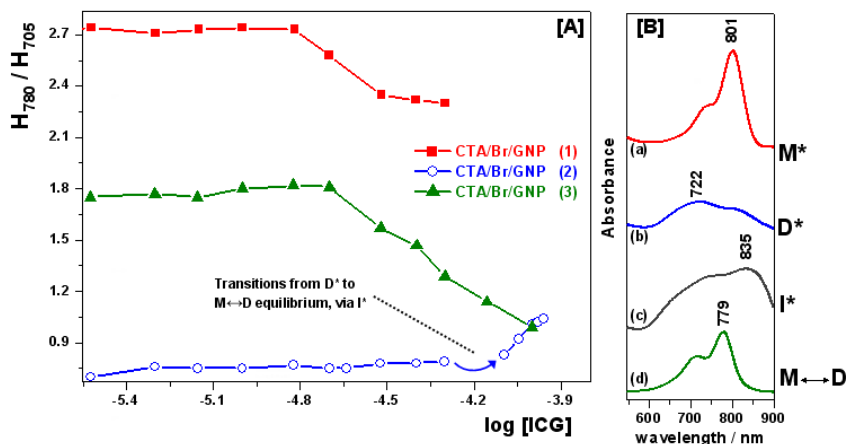 [A]
H780 / H705
2.7
2.4
2.1
1.8
1.5
1.2
0.9
CTA/Br/GNP (1)
CTA/Br/GNP (2)
CTA/Br/GNP (3)
Transitions from D* to
M↔D equilibrium, via I*
-5.4
-5.1
-4.8
-4.5
-4.2
-3.9
log [ICG]
[B]
Absorbance
801
(a)
M*
722
(b)
D*
835
(c)
I*
779
(d)
M↔D
600
700
800
900
wavelength / nm